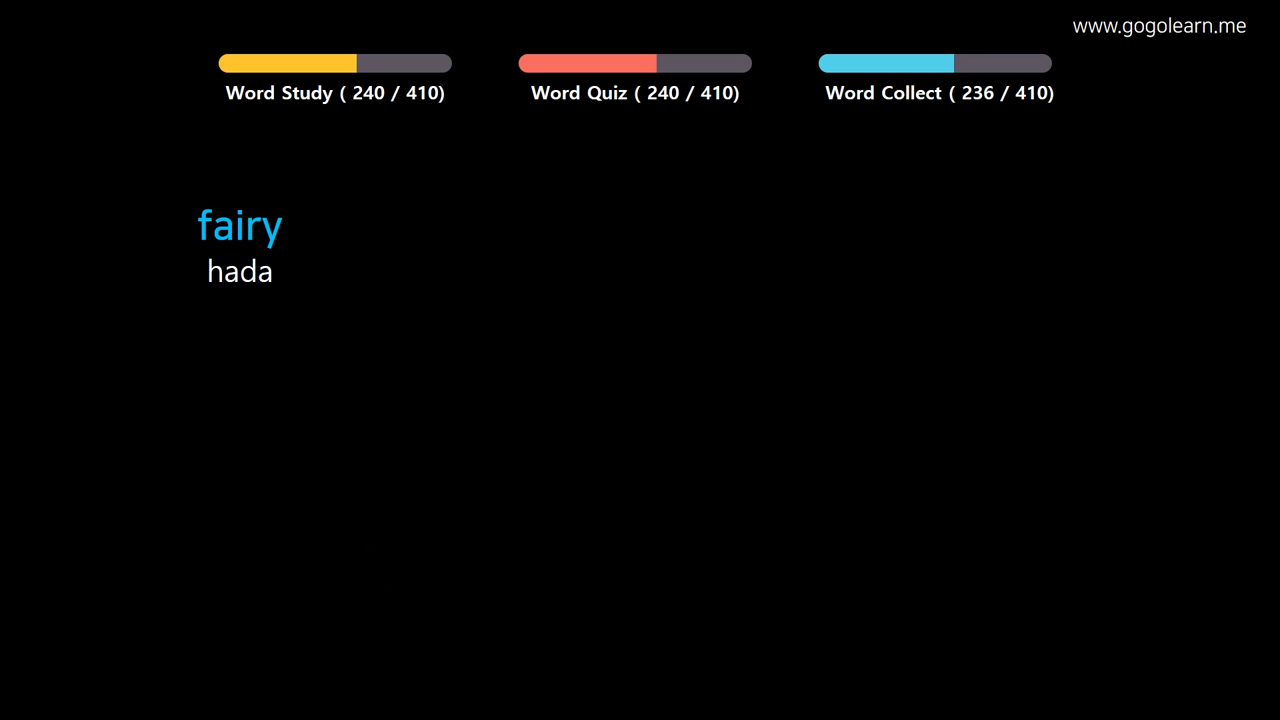 www.gogolearn.me
Word Study ( 240 / 410)
Word Quiz ( 240 / 410)
Word Collect ( 236 / 410)
fairy
hada